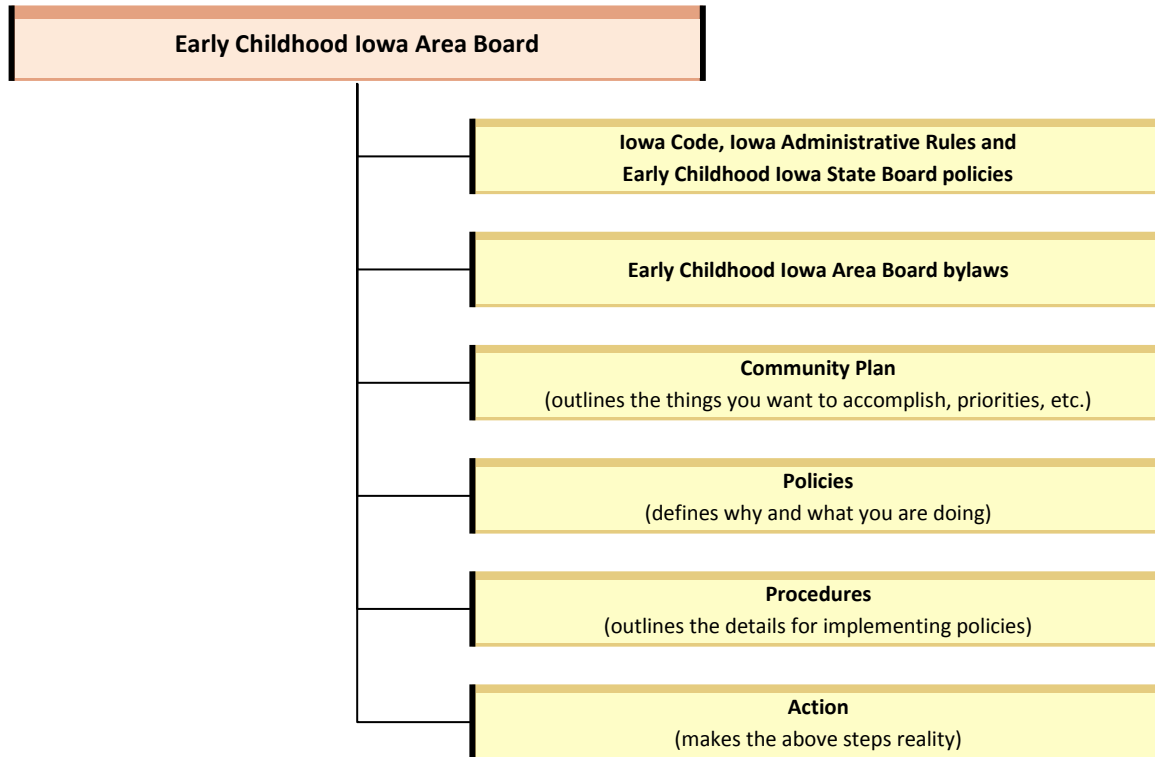 Early Childhood Iowa Area Board
Iowa Code, Iowa Administrative Rules and
Early Childhood Iowa State Board policies
Early Childhood Iowa Area Board bylaws
Community Plan
(outlines the things you want to accomplish, priorities, etc.)
Policies
(defines why and what you are doing)
Procedures
(outlines the details for implementing policies)
Action
(makes the above steps reality)